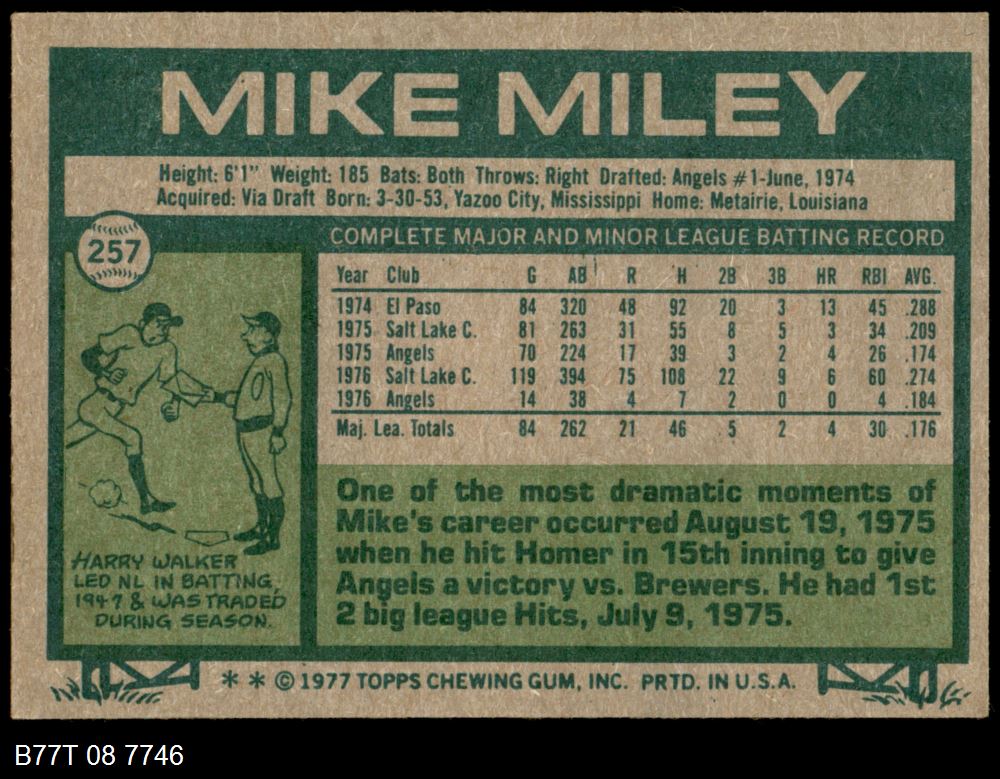 MIKE MILEY
Height: 6'1" Weight: 185 Bats: Both Throws: Right Drafted: Angels #1-June, 1974
Acquired: Via Draft Born: 3-30-53, Yazoo City, Mississippi Home: Metairie, Louisiana
257
COMPLETE MAJOR AND MINOR LEAGUE BATTING RECORD
Year Club G AB R H 2B 3B HR RBI AVG.
1974 El Paso 84 320 48 92 20 3 13 45 .288
1975 Salt Lake C. 81 263 31 55 8 5 3 34 .209
1975 Angels 70 224 17 39 3 2 4 26 .174
1976 Salt Lake C. 119 394 75 108 22 9 6 60 .274
1976 Angels 14 38 4 7 2 0 0 4 .184
Maj. Lea. Totals 84 262 21 46 5 2 4 30 .176
HARRY WALKER
LED NL IN BATTING,
1947 & WAS TRADED
DURING SEASON.
One of the most dramatic moments of
Mike's career occurred August 19, 1975
when he hit Homer in 15th inning to give
Angels a victory vs. Brewers. He had 1st
2 big league Hits, July 9, 1975.
* * © 1977 TOPPS CHEWING GUM, INC. PRTD. IN U.S.A.
B77T 08 7746